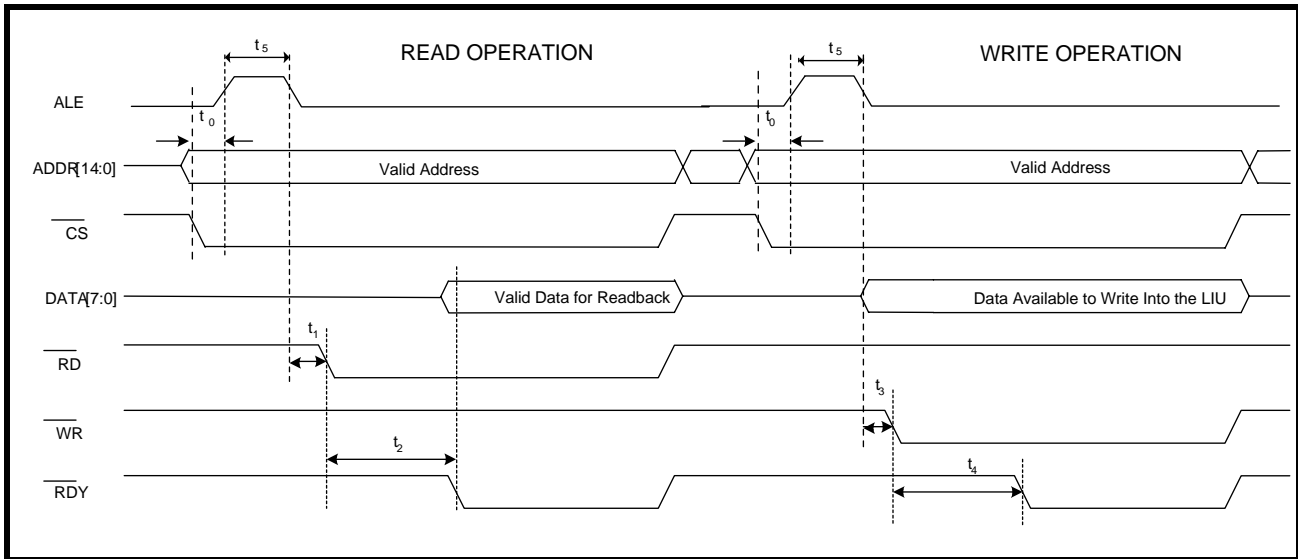 READ OPERATION
WRITE OPERATION
t5
t5
ALE
t0
t0
ADDR[14:0]
Valid Address
Valid Address
CS
DATA[7:0]
Valid Data for Readback
Data Available to Write Into the LIU
t1
RD
t3
WR
t2
t4
RDY